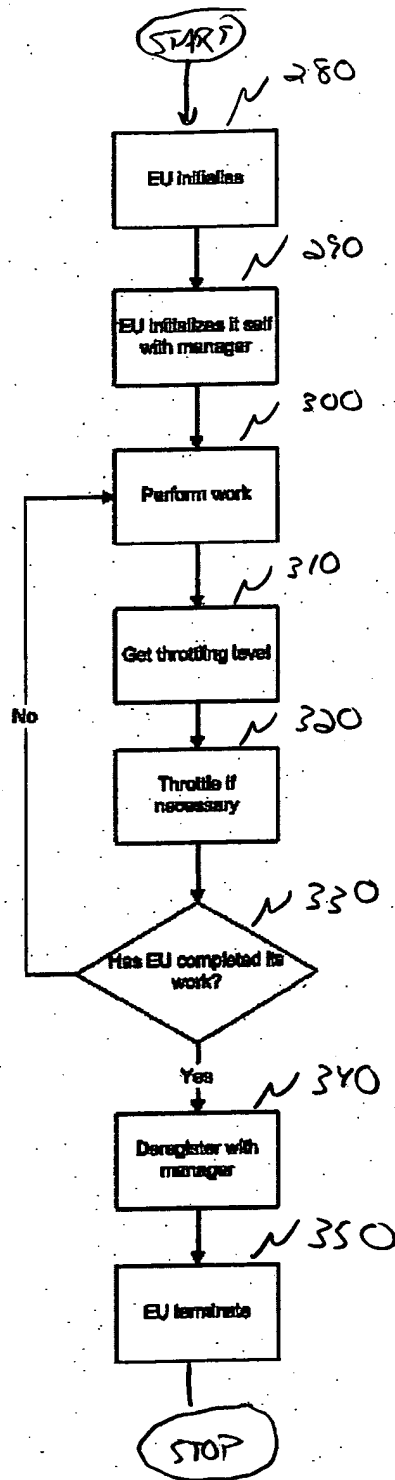 START
280
EU initialise
290
EU initializes it self
with manager
300
Perform work
310
Get throttling level
No
320
Throttle if
necessary
330
Has EU completed its
work?
Yes
340
Deregister with
manager
350
EU terminate
STOP